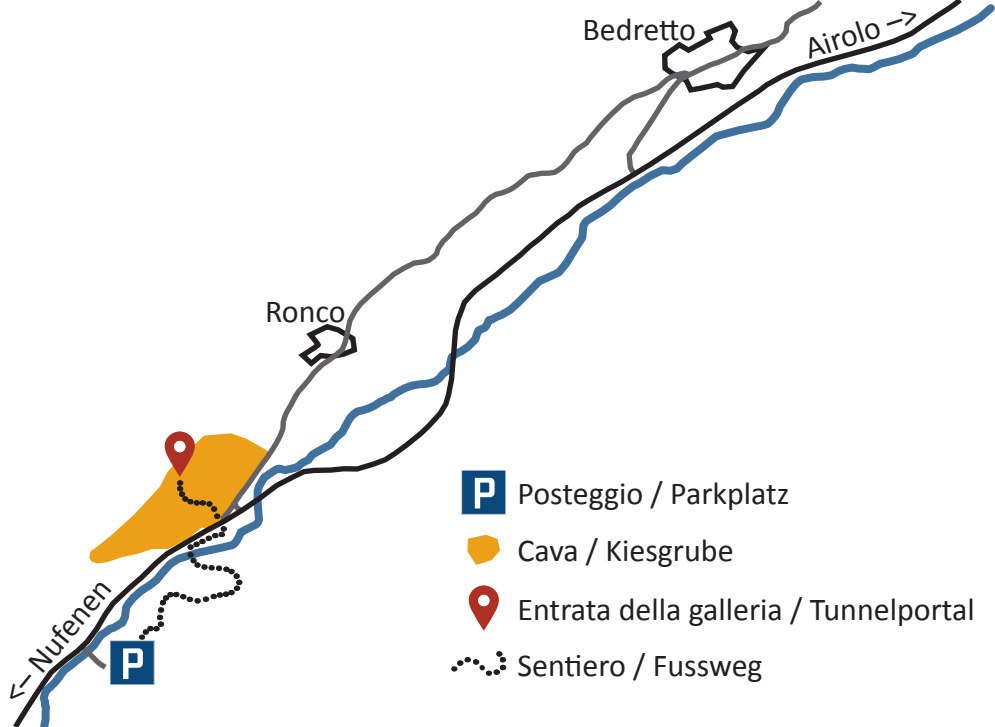 Bedretto
Airolo –>
Ronco
P Posteggio / Parkplatz
Cava / Kiesgrube
Entrata della galleria / Tunnelportal
Sentiero / Fussweg
<– Nufenen
P